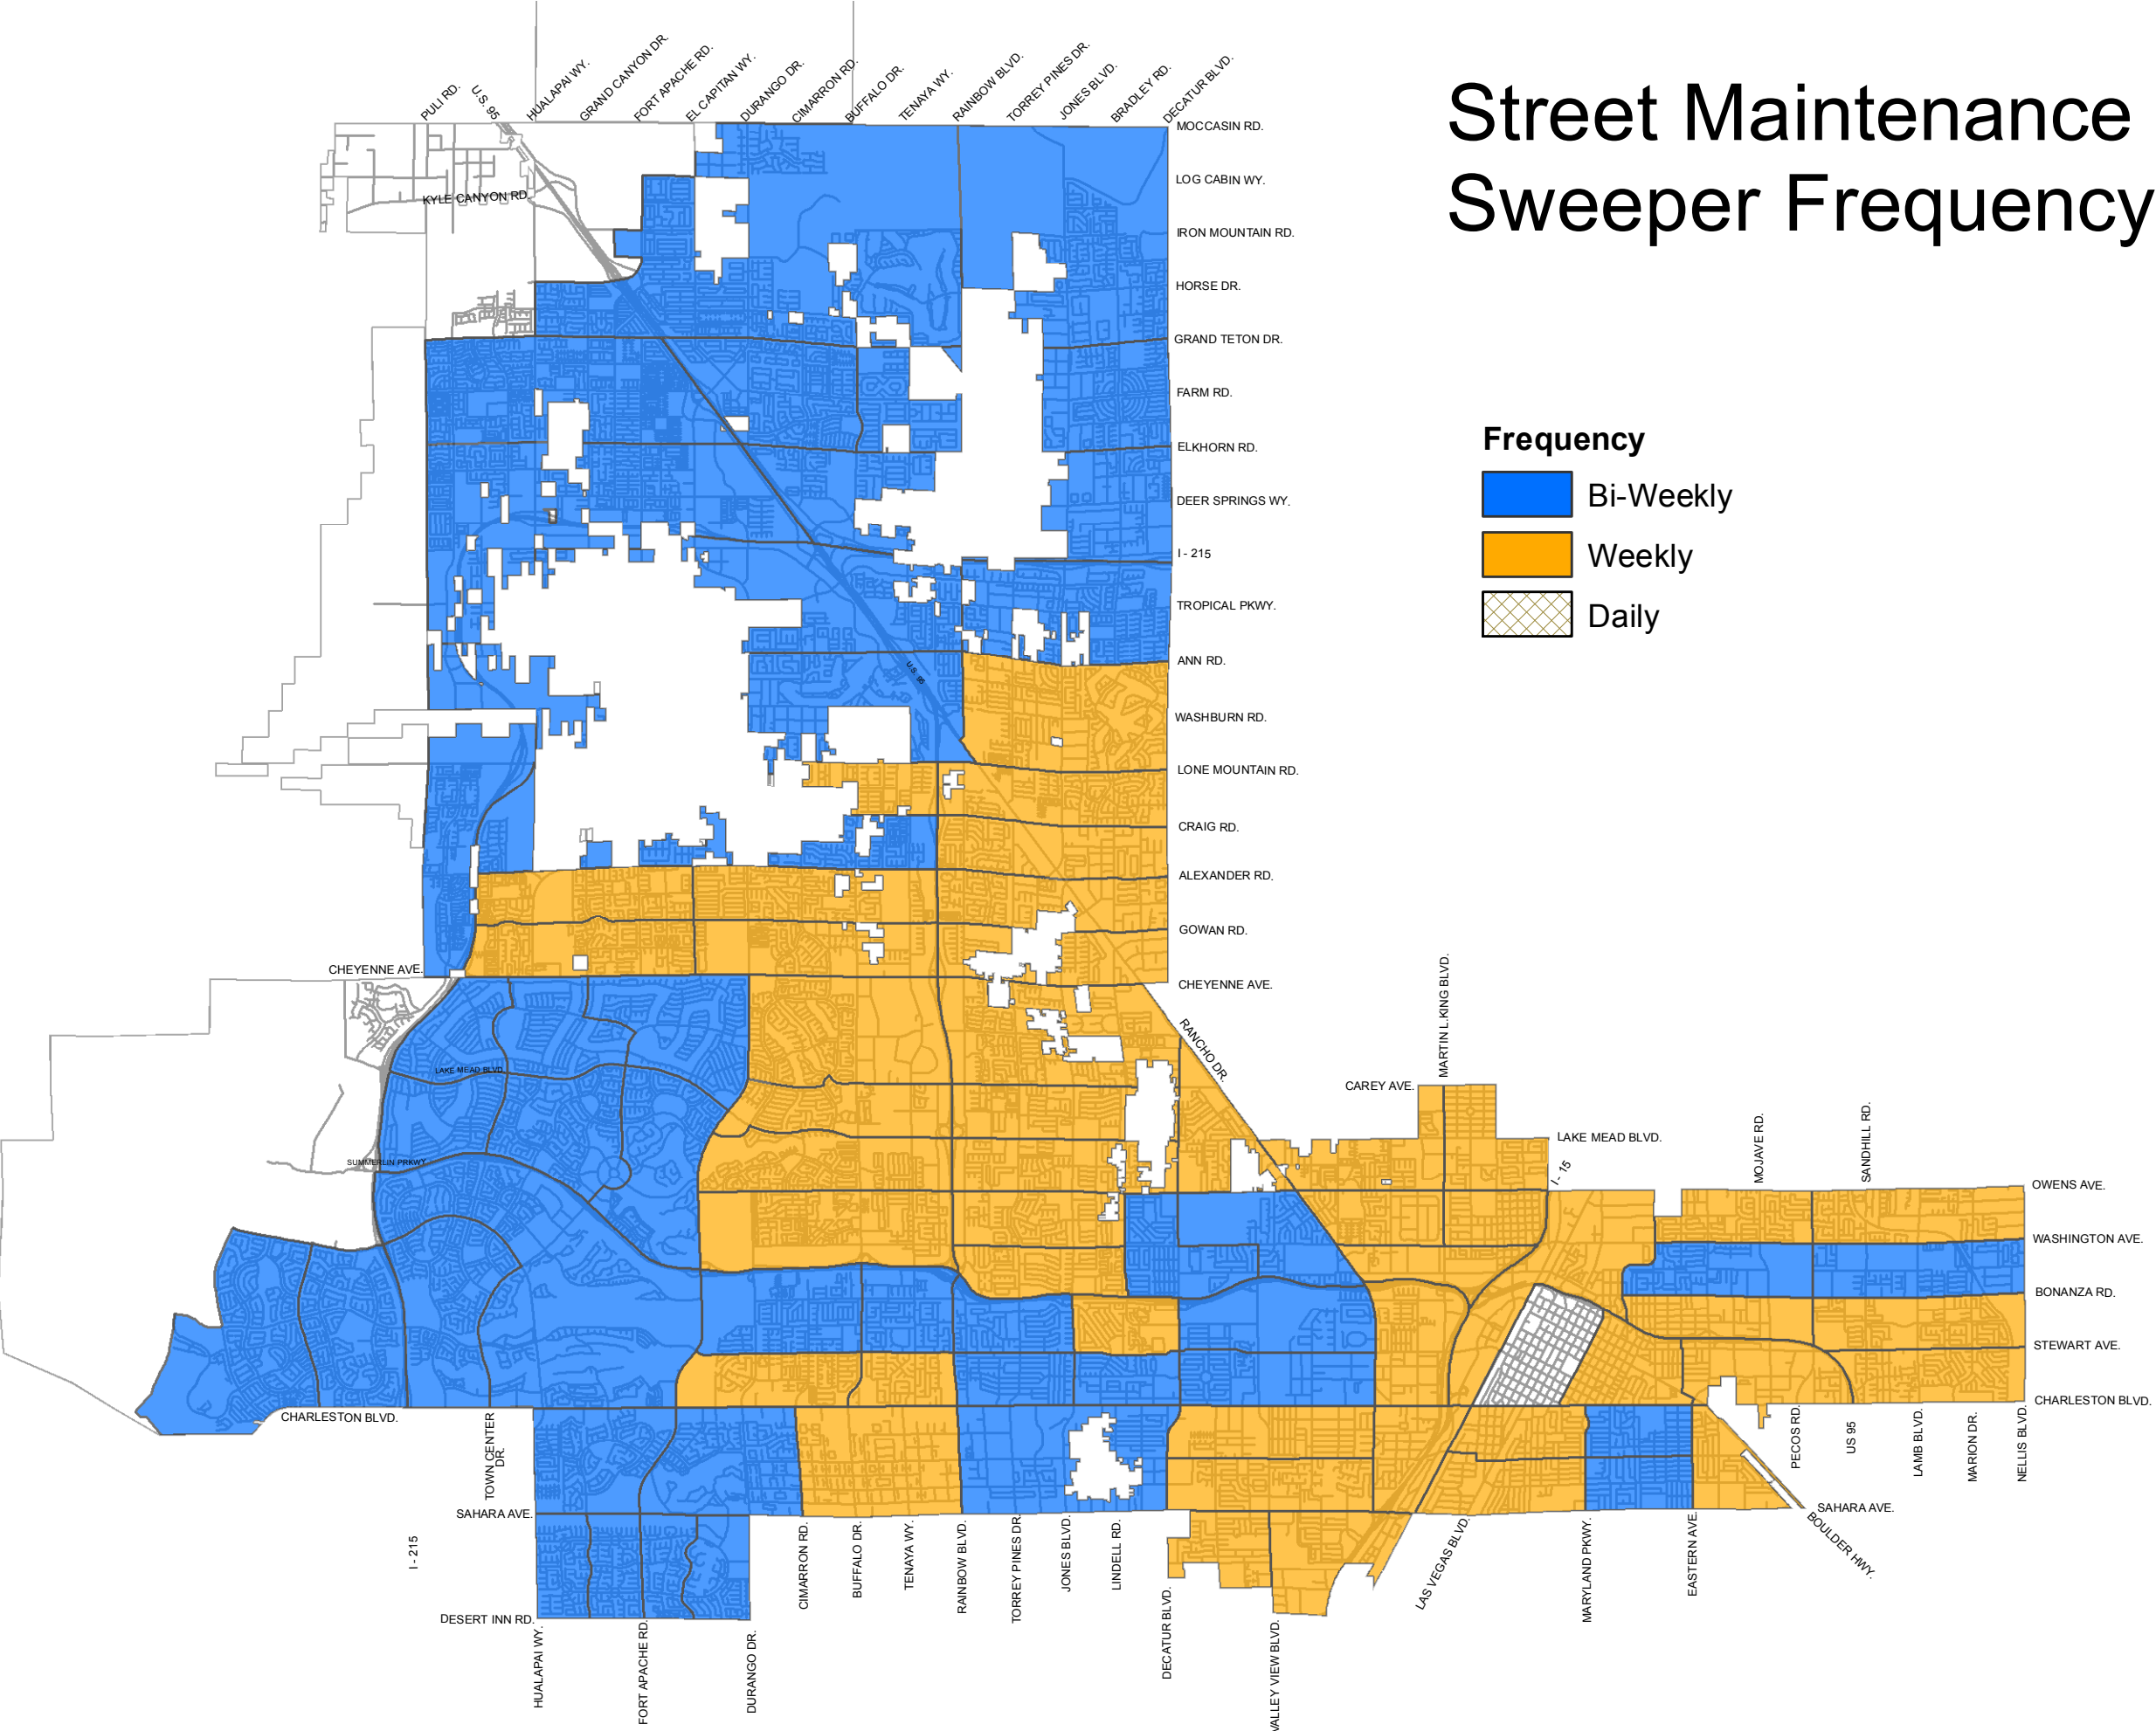 Street Maintenance
Sweeper Frequency
PULI RD.
U.S. 95
HUALAPAI WY.
GRAND CANYON DR.
FORT APACHE RD.
EL CAPITAN WY.
DURANGO DR.
CIMARRON RD.
BUFFALO DR.
TENAYA WY.
RAINBOW BLVD.
TORREY PINES DR.
JONES BLVD.
BRADLEY RD.
DECATUR BLVD.
MOCCASIN RD.
LOG CABIN WY.
KYLE CANYON RD.
IRON MOUNTAIN RD.
HORSE DR.
GRAND TETON DR.
FARM RD.
ELKHORN RD.
DEER SPRINGS WY.
I - 215
TROPICAL PKWY.
ANN RD.
U.S. 95
WASHBURN RD.
LONE MOUNTAIN RD.
CRAIG RD.
ALEXANDER RD.
GOWAN RD.
CHEYENNE AVE.
CHEYENNE AVE.
Frequency
Bi-Weekly
Weekly
Daily
RANCHO DR.
MARTIN L.KING BLVD.
LAKE MEAD BLVD.
CAREY AVE.
LAKE MEAD BLVD.
I - 15
MOJAVE RD.
SANDHILL RD.
SUMMERLIN PRKWY
OWENS AVE.
WASHINGTON AVE.
BONANZA RD.
STEWART AVE.
CHARLESTON BLVD.
CHARLESTON BLVD.
TOWN CENTER
DR.
PECOS RD.
US 95
LAMB BLVD.
MARION DR.
NELLIS BLVD.
SAHARA AVE.
SAHARA AVE.
BOULDER HWY.
I - 215
CIMARRON RD.
BUFFALO DR.
TENAYA WY.
RAINBOW BLVD.
TORREY PINES DR.
JONES BLVD.
LINDELL RD.
DECATUR BLVD.
VALLEY VIEW BLVD.
LAS VEGAS BLVD.
MARYLAND PKWY.
EASTERN AVE.
DESERT INN RD.
HUALAPAI WY.
FORT APACHE RD.
DURANGO DR.